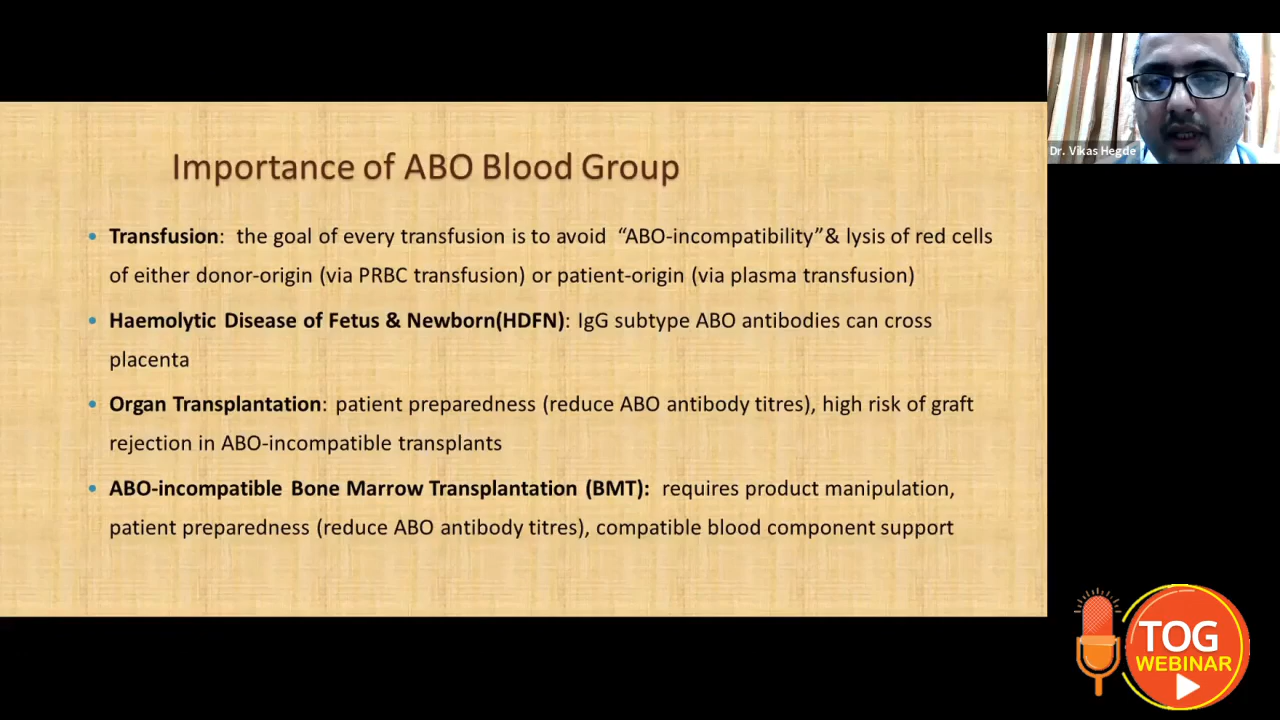 Importance of ABO Blood Group
• Transfusion: the goal of every transfusion is to avoid “ABO-incompatibility”& lysis of red cells
of either donor-origin (via PRBC transfusion) or patient-origin (via plasma transfusion)
• Haemolytic Disease of Fetus & Newborn(HDFN): IgG subtype ABO antibodies can cross
placenta
• Organ Transplantation: patient preparedness (reduce ABO antibody titres), high risk of graft
rejection in ABO-incompatible transplants
• ABO-incompatible Bone Marrow Transplantation (BMT): requires product manipulation,
patient preparedness (reduce ABO antibody titres), compatible blood component support
Dr. Vikas Hegde
TOG
WEBINAR